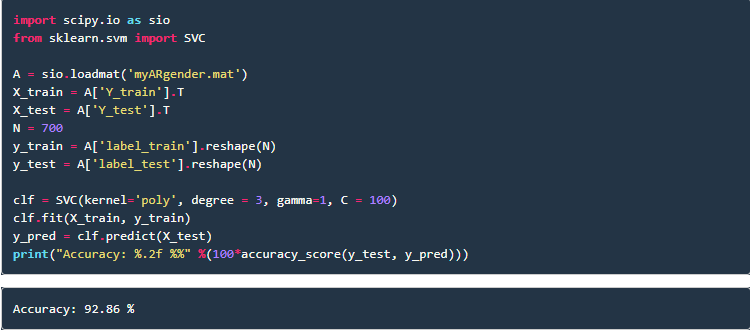 import scipy.io as sio
from sklearn.svm import SVC
A = sio.loadmat('myARgender.mat')
X_train = A['Y_train'].T
X_test = A['Y_test'].T
N = 700
y_train = A['label_train'].reshape(N)
y_test = A['label_test'].reshape(N)
clf = SVC(kernel='poly', degree = 3, gamma=1, C = 100)
clf.fit(X_train, y_train)
y_pred = clf.predict(X_test)
print("Accuracy: %.2f %%" %(100*accuracy_score(y_test, y_pred)))
Accuracy: 92.86 %